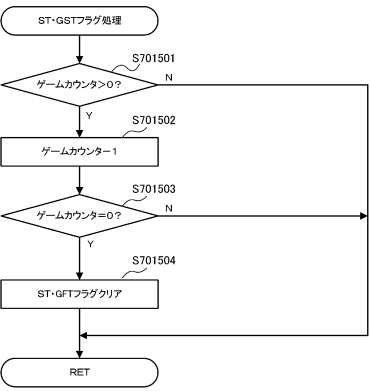 ST・GSTフラグ処理
S701501
ゲームカウンタ>0?
N
Y
S701502
ゲームカウンター1
S701503
ゲームカウンタ=0?
N
Y
S701504
ST・GFTフラグクリア
RET